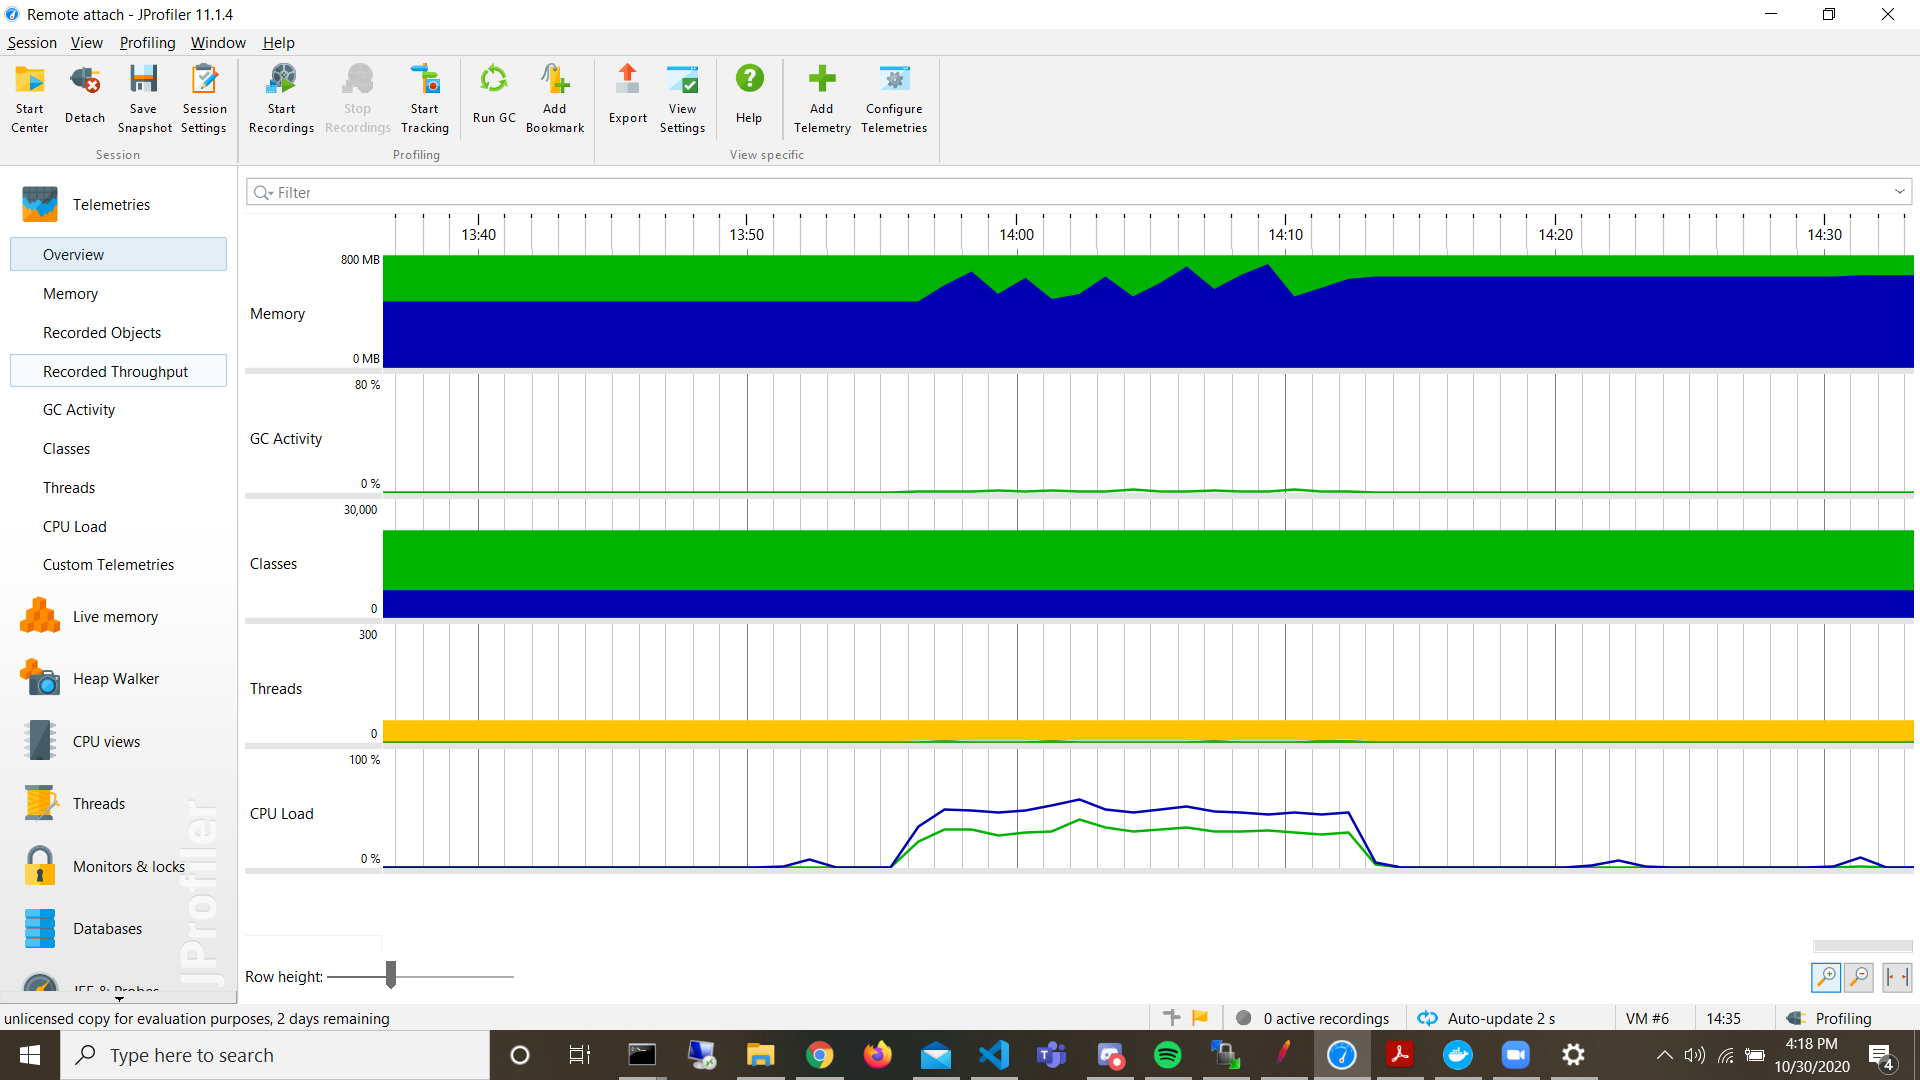 Remote attach - JProfiler 11.1.4
Session View Profiling Window Help
Start Center
Detach
Save Snapshot
Session Settings
Start Recordings
Stop Recordings
Start Tracking
Run GC
Add Bookmark
Export
View Settings
Help
Add Telemetry
Configure Telemetries
Session
Profiling
View specific
Telemetries
Overview
Memory
Recorded Objects
Recorded Throughput
GC Activity
Classes
Threads
CPU Load
Custom Telemetries
Live memory
Heap Walker
CPU views
Threads
Monitors & locks
Databases
JEE & Probes
JProfiler
Filter
13:40 13:50 14:00 14:10 14:20 14:30
800 MB
Memory
0 MB
80 %
GC Activity
0 %
30,000
Classes
0
300
Threads
0
100 %
CPU Load
0 %
Row height:
unlicensed copy for evaluation purposes, 2 days remaining
0 active recordings
Auto-update 2 s
VM #6
14:35
Profiling
Type here to search
4:18 PM
10/30/2020
4